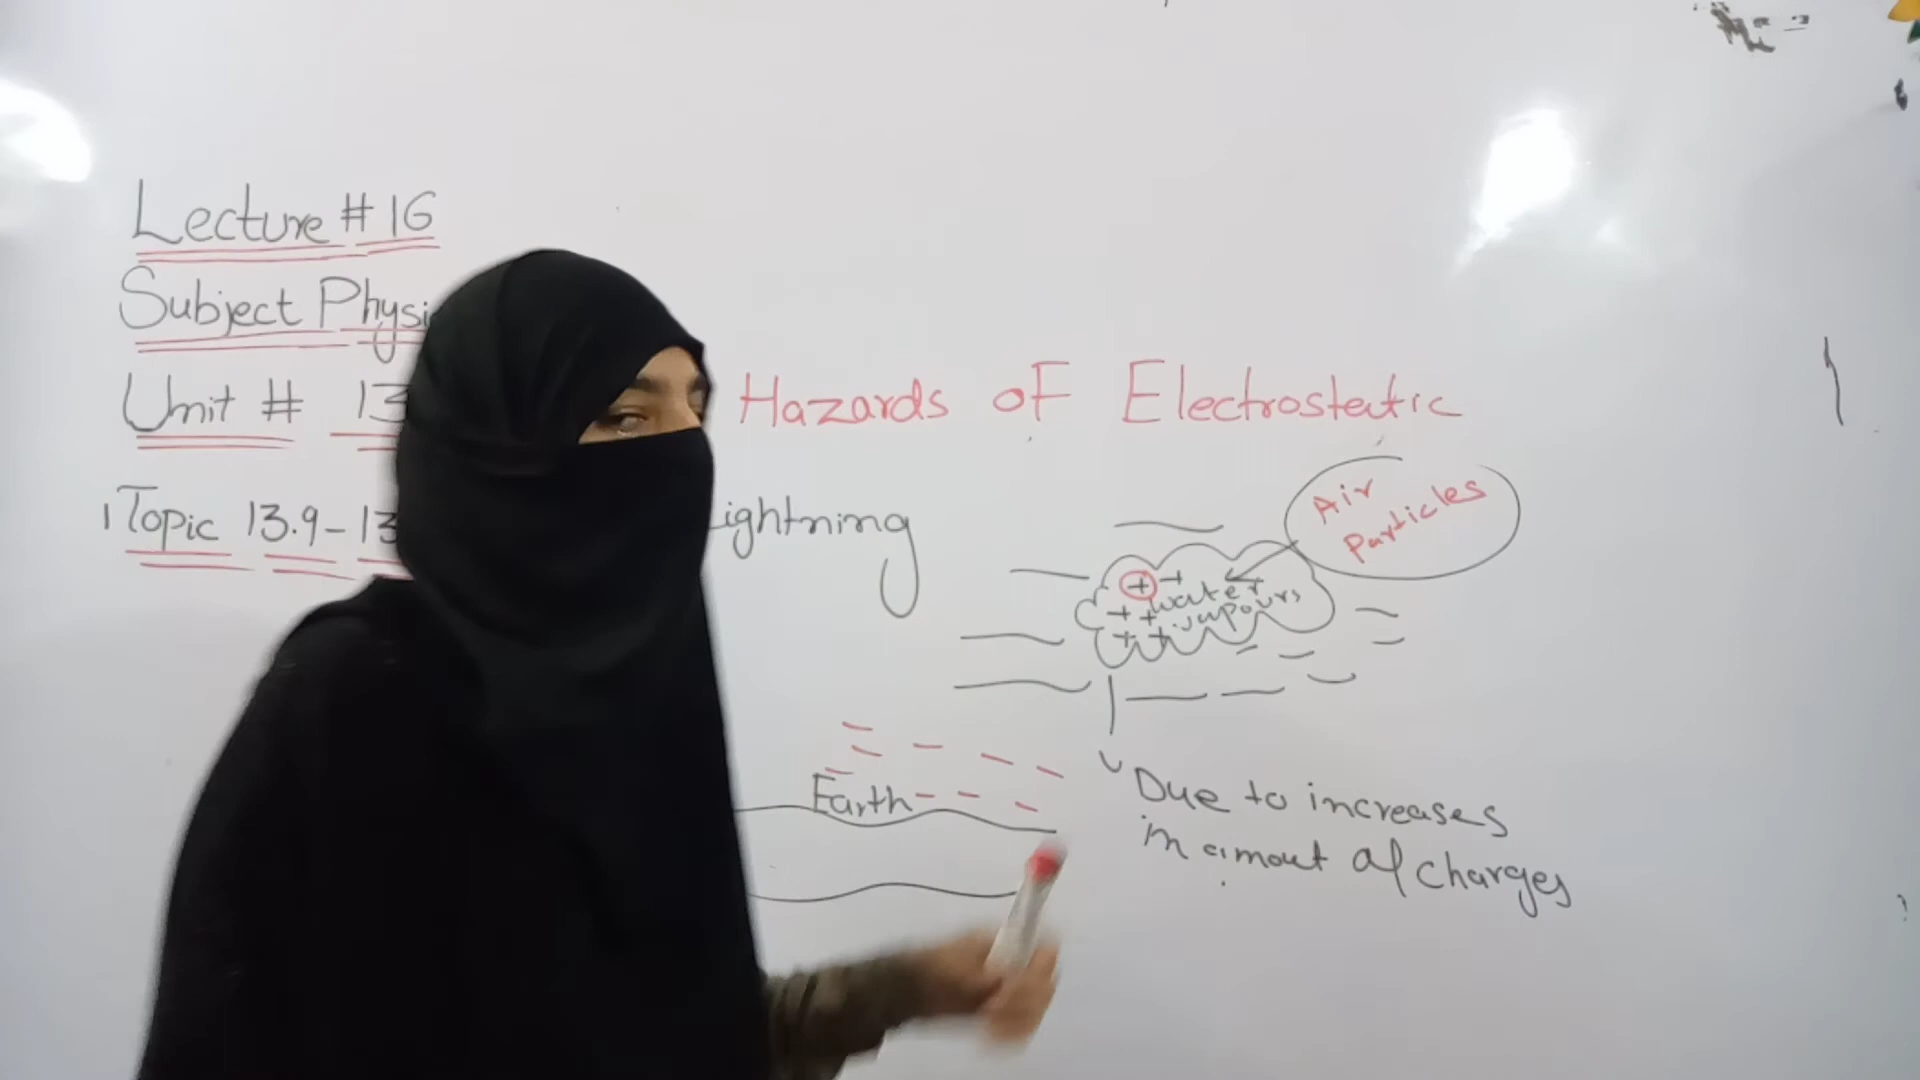 Lecture # 16
Subject Physi
Unit # 13
Hazards oF Electrostatic
Topic 13.9-13
ightning
Air
Particles
+ -
water
+ +
vapours
+ +
Earth
Due to increases
in amout of charges